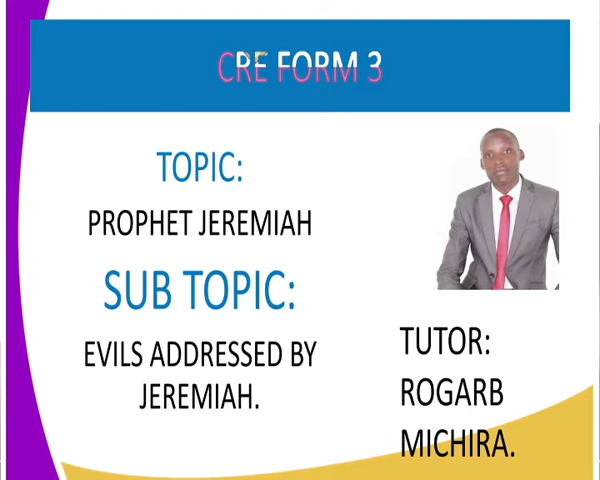 CRE FORM 3
TOPIC:
PROPHET JEREMIAH
SUB TOPIC:
EVILS ADDRESSED BY
JEREMIAH.
TUTOR:
ROGARB
MICHIRA.